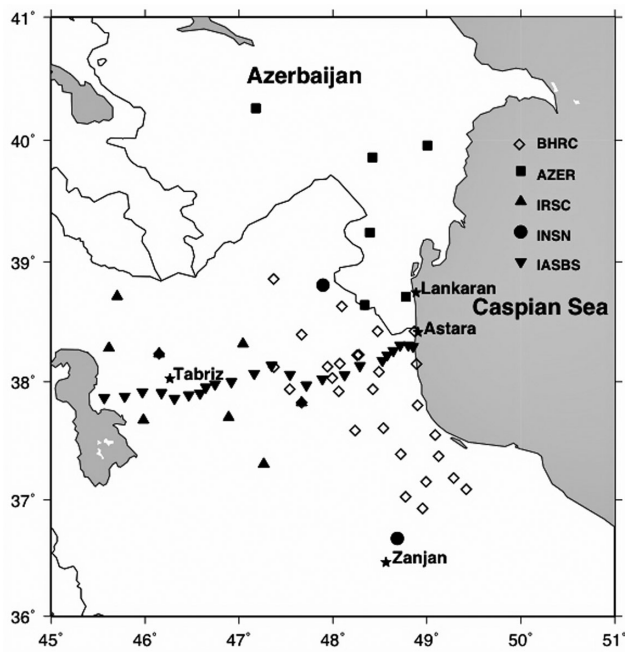 41°
Azerbaijan
40°
BHRC
AZER
IRSC
INSN
IASBS
39°
Lankaran
Caspian Sea
Astara
Tabriz
38°
37°
Zanjan
36°
45° 46° 47° 48° 49° 50° 51°